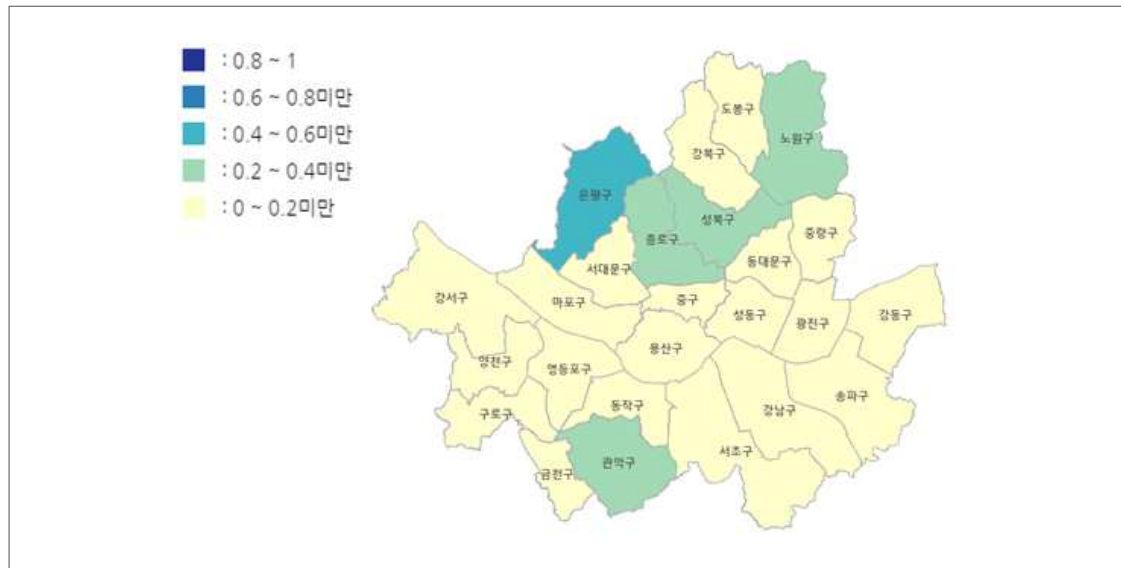 : 0.8 ~ 1
: 0.6 ~ 0.8미만
: 0.4 ~ 0.6미만
: 0.2 ~ 0.4미만
: 0 ~ 0.2미만
도봉구
노원구
강북구
은평구
성북구
중랑구
종로구
동대문구
서대문구
강서구
마포구
중구
성동구
광진구
강동구
용산구
양천구
영등포구
송파구
동작구
강남구
구로구
서초구
관악구
금천구